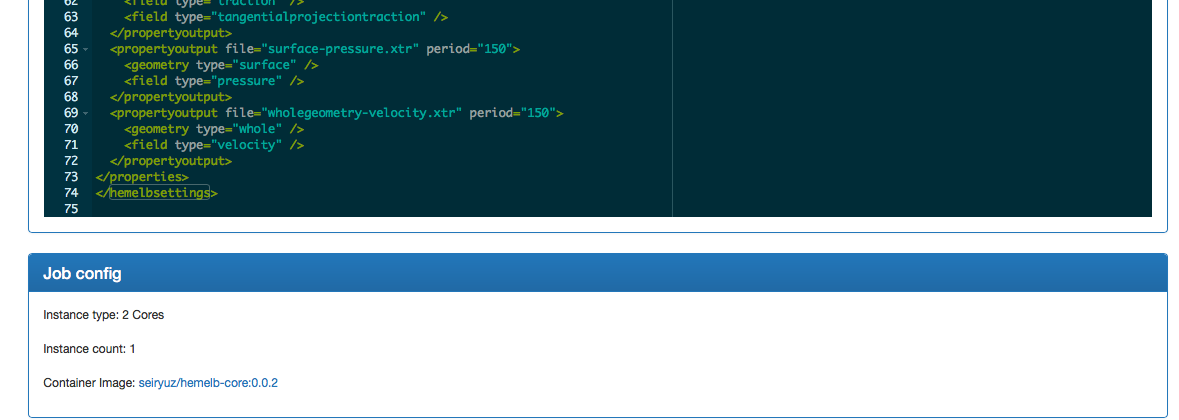 62 <field type="traction" />
63 <field type="tangentialprojectiontraction" />
64 </propertyoutput>
65 <propertyoutput file="surface-pressure.xtr" period="150">
66 <geometry type="surface" />
67 <field type="pressure" />
68 </propertyoutput>
69 <propertyoutput file="wholegeometry-velocity.xtr" period="150">
70 <geometry type="whole" />
71 <field type="velocity" />
72 </propertyoutput>
73 </properties>
74 </hemelbsettings>
75
Job config
Instance type: 2 Cores
Instance count: 1
Container Image: seiryuz/hemelb-core:0.0.2